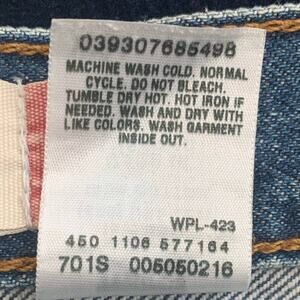 039307685498
MACHINE WASH COLD. NORMAL
CYCLE. DO NOT BLEACH.
TUMBLE DRY HOT. HOT IRON IF
NEEDED. WASH AND DRY WITH
LIKE COLORS. WASH GARMENT
INSIDE OUT.
WPL-423
450 1106 577164
701S 005050216